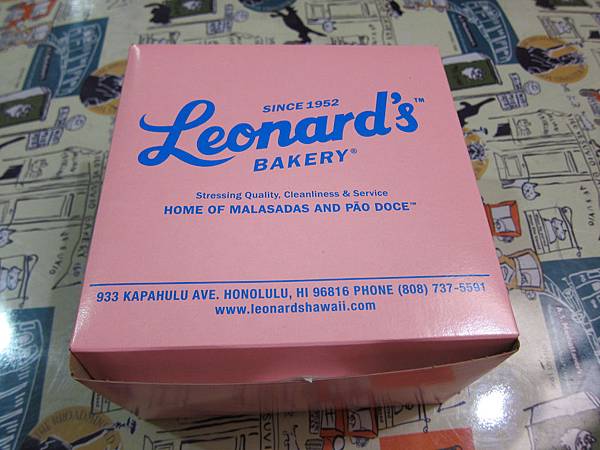 SINCE 1952
Leonard's™
BAKERY®
Stressing Quality, Cleanliness & Service
HOME OF MALASADAS AND PÃO DOCE™
933 KAPAHULU AVE. HONOLULU, HI 96816 PHONE (808) 737-5591
www.leonardshawaii.com